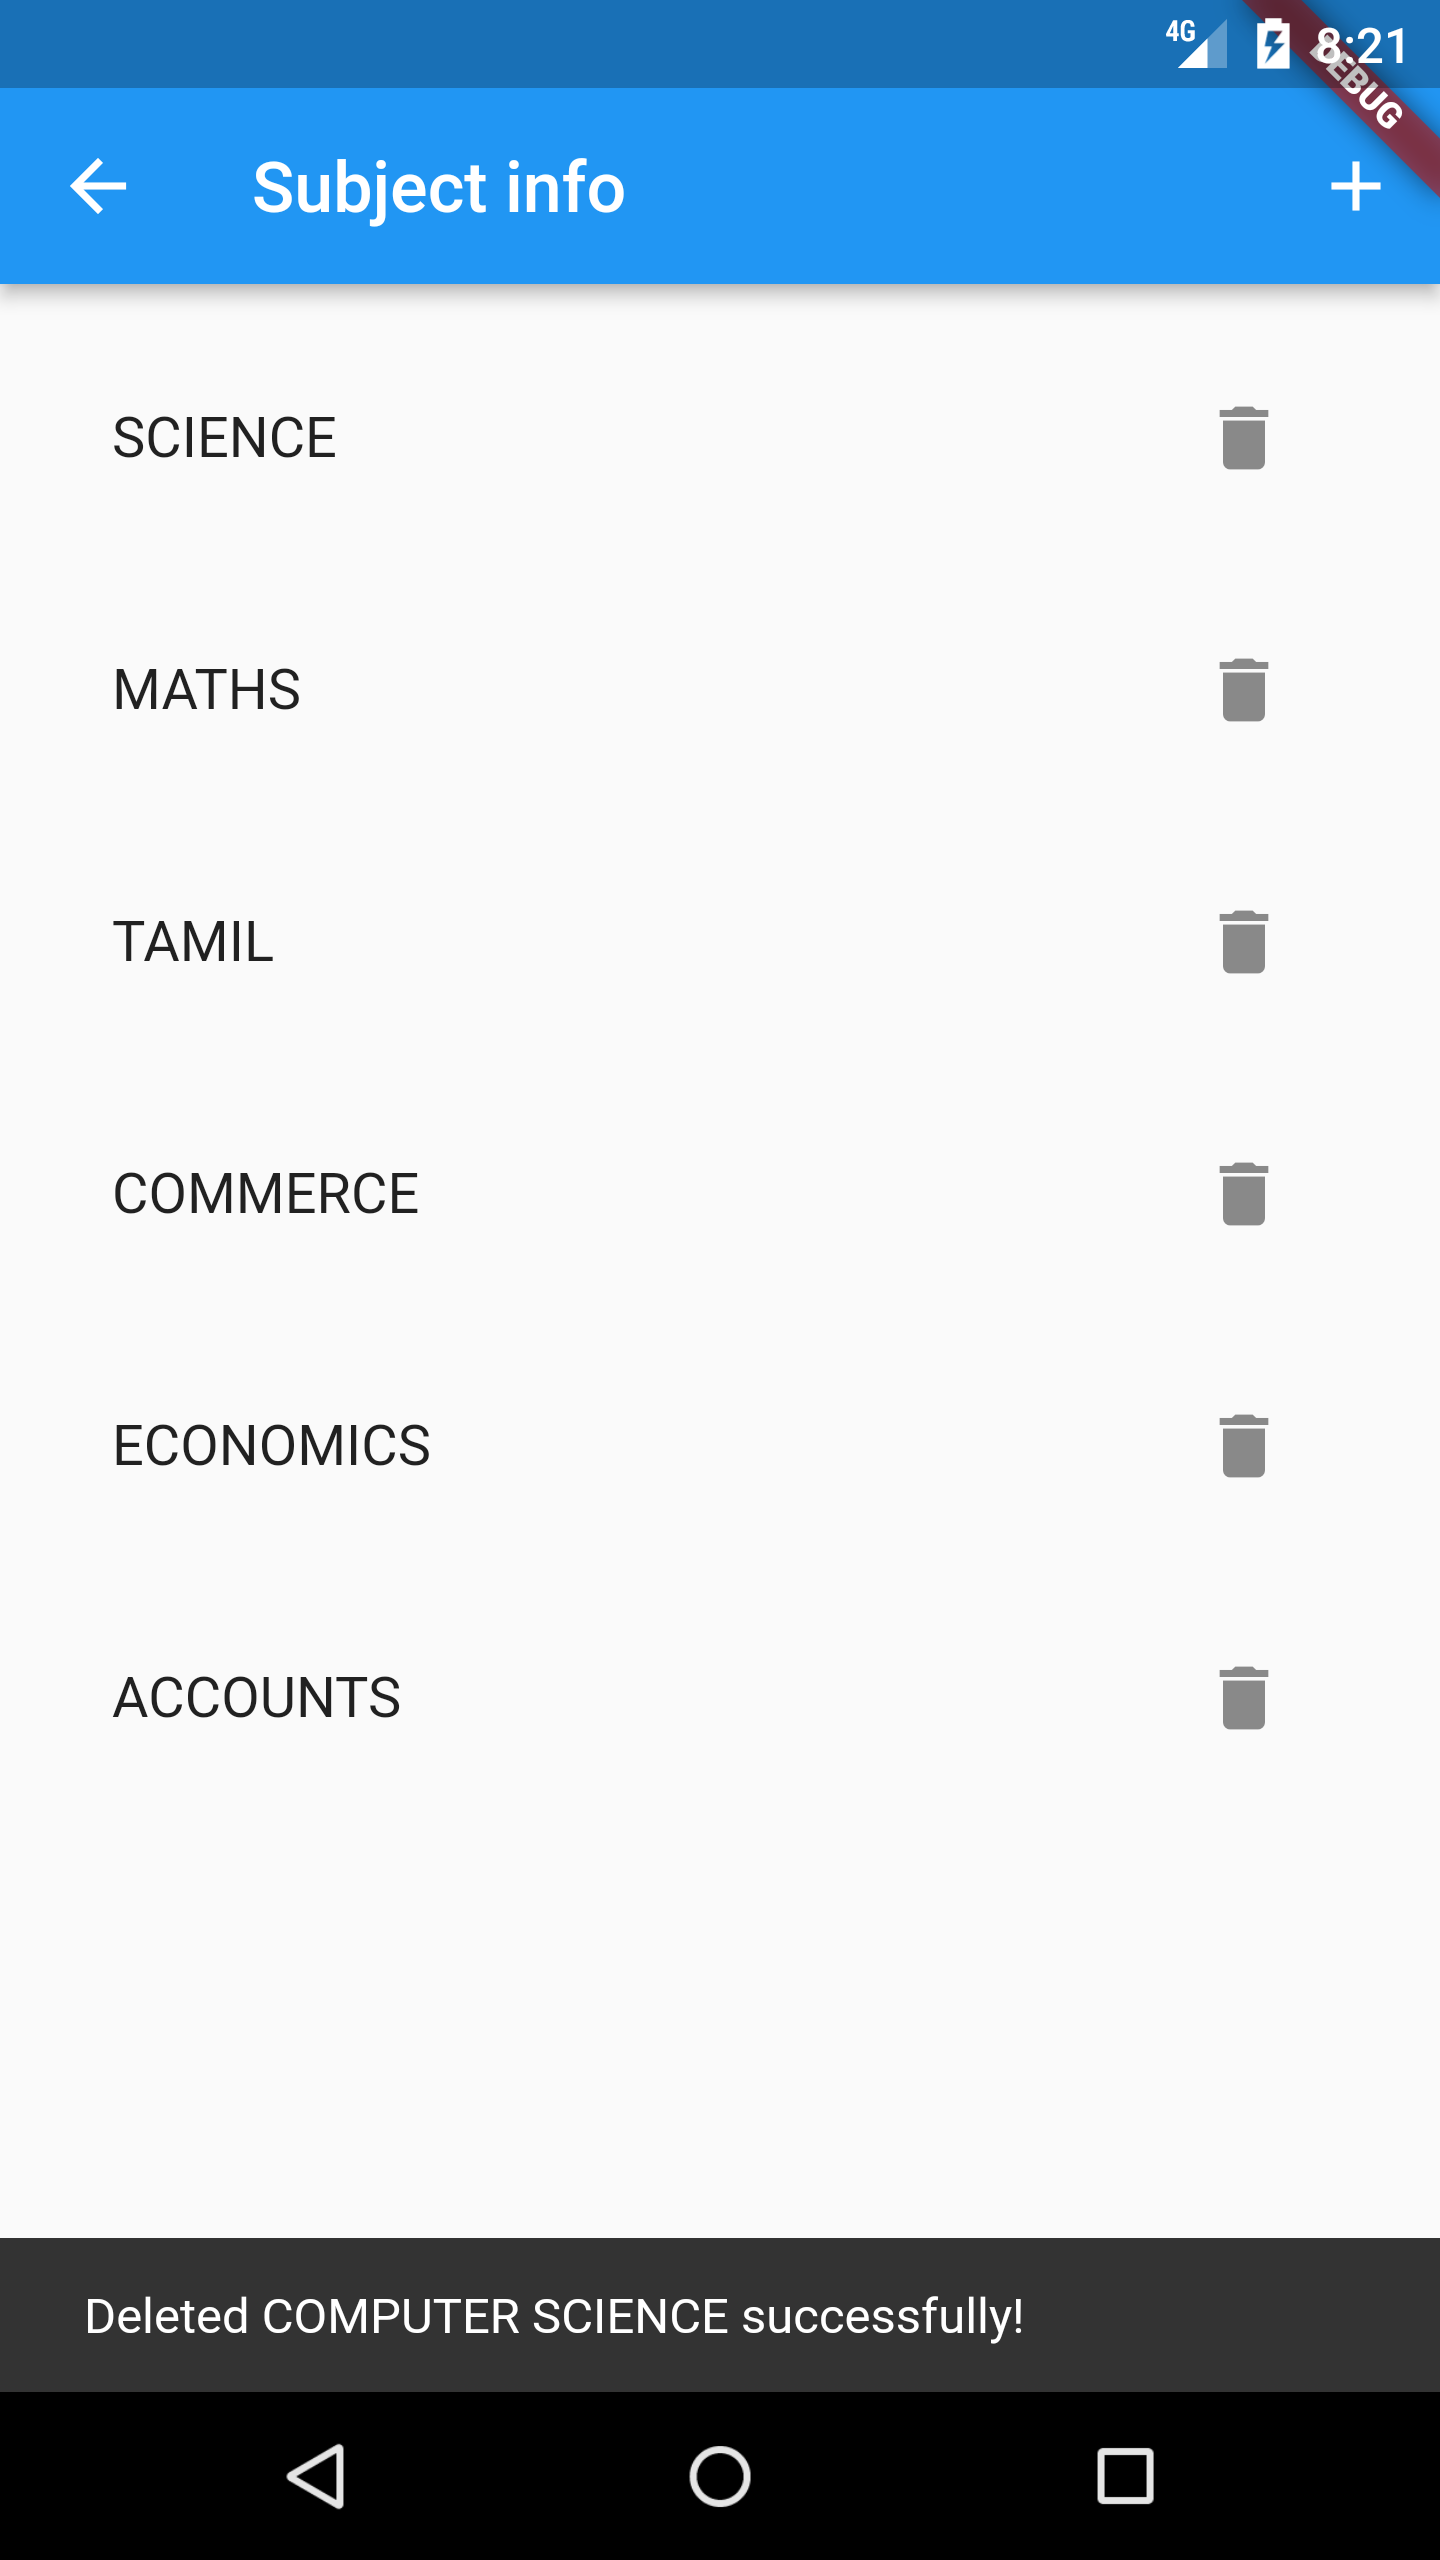 4G 8:21
DEBUG
Subject info
SCIENCE
MATHS
TAMIL
COMMERCE
ECONOMICS
ACCOUNTS
Deleted COMPUTER SCIENCE successfully!